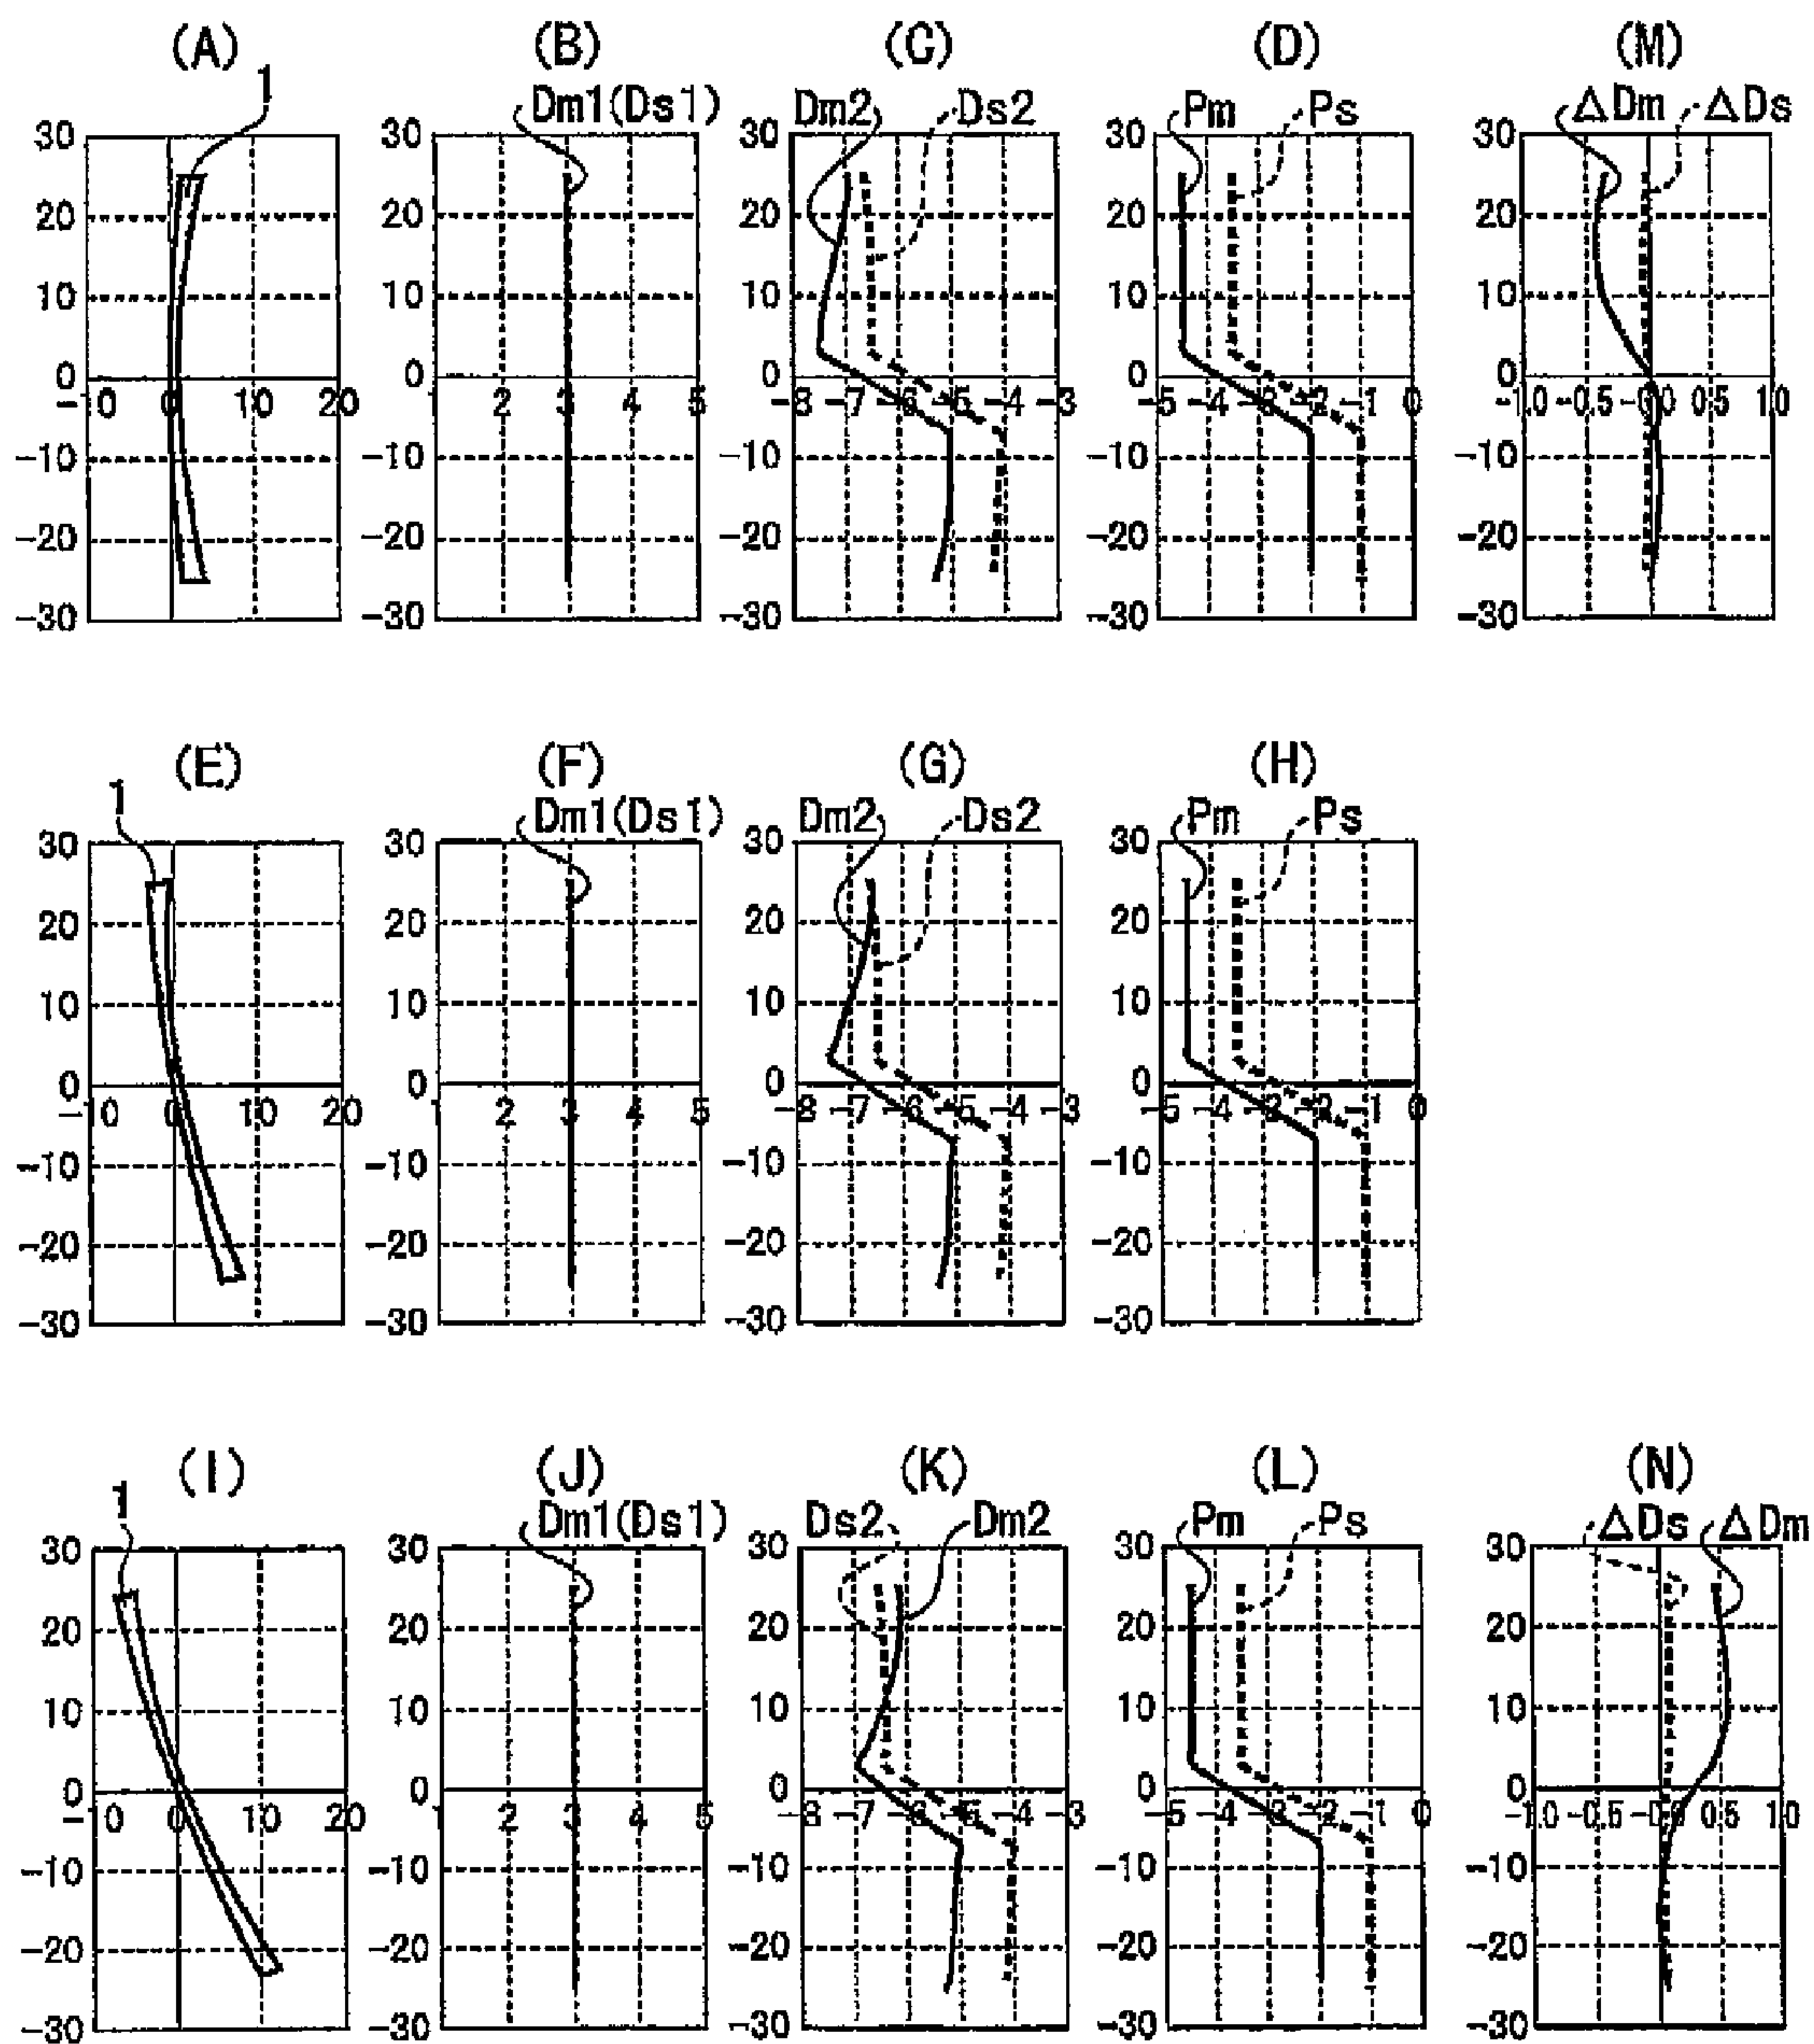 (A) (B) (C) (D) (M)
1 Dm1(Ds1) Dm2 Ds2 Pm Ps ΔDm ΔDs
30 30 30 30 30
20 20 20 20 20
10 10 10 10 10
0 0 0 0 0
-10 0 10 20 1 2 3 4 5 -8 -7 -6 -5 -4 -3 -5 -4 -3 -2 -1 0 -1.0 -0.5 -0.0 0.5 1.0
-10 -10 -10 -10 -10
-20 -20 -20 -20 -20
-30 -30 -30 -30 -30
(E) (F) (G) (H)
1 Dm1(Ds1) Dm2 Ds2 Pm Ps
30 30 30 30
20 20 20 20
10 10 10 10
0 0 0 0
-10 0 10 20 1 2 3 4 5 -8 -7 -6 -5 -4 -3 -5 -4 -3 -2 -1 0
-10 -10 -10 -10
-20 -20 -20 -20
-30 -30 -30 -30
(I) (J) (K) (L) (N)
1 Dm1(Ds1) Ds2 Dm2 Pm Ps ΔDs ΔDm
30 30 30 30 30
20 20 20 20 20
10 10 10 10 10
0 0 0 0 0
-10 0 10 20 1 2 3 4 5 -8 -7 -6 -5 -4 -3 -5 -4 -3 -2 -1 0 -1.0 -0.5 -0.0 0.5 1.0
-10 -10 -10 -10 -10
-20 -20 -20 -20 -20
-30 -30 -30 -30 -30